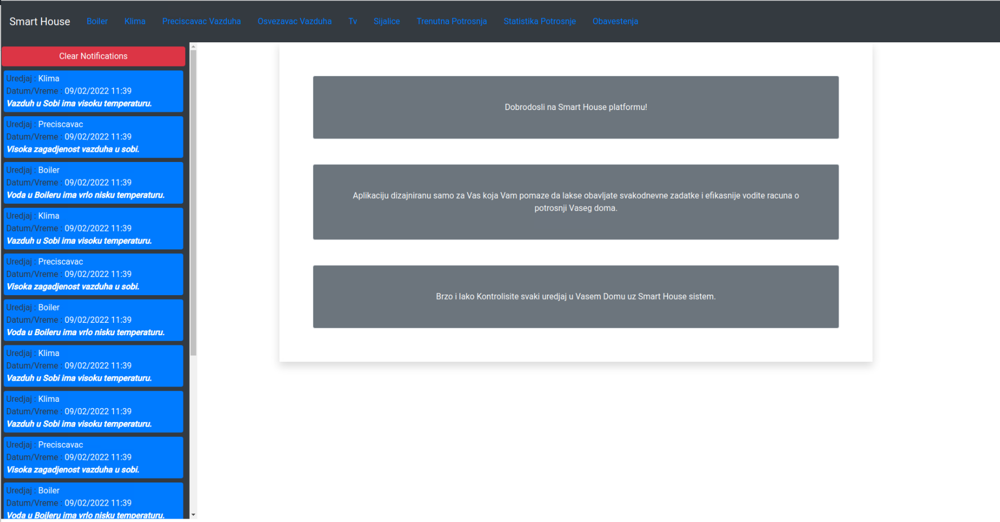 Smart House Boiler Klima Preciscavac Vazduha Osvezavac Vazduha Tv Sijalice Trenutna Potrosnja Statistika Potrosnje Obavestenja
Clear Notifications
Uredjaj : Klima
Datum/Vreme : 09/02/2022 11:39
Vazduh u Sobi ima visoku temperaturu.
Uredjaj : Preciscavac
Datum/Vreme : 09/02/2022 11:39
Visoka zagadjenost vazduha u sobi.
Uredjaj : Boiler
Datum/Vreme : 09/02/2022 11:39
Voda u Boileru ima vrlo nisku temperaturu.
Uredjaj : Klima
Datum/Vreme : 09/02/2022 11:39
Vazduh u Sobi ima visoku temperaturu.
Uredjaj : Preciscavac
Datum/Vreme : 09/02/2022 11:39
Visoka zagadjenost vazduha u sobi.
Uredjaj : Boiler
Datum/Vreme : 09/02/2022 11:39
Voda u Boileru ima vrlo nisku temperaturu.
Uredjaj : Klima
Datum/Vreme : 09/02/2022 11:39
Vazduh u Sobi ima visoku temperaturu.
Uredjaj : Klima
Datum/Vreme : 09/02/2022 11:39
Vazduh u Sobi ima visoku temperaturu.
Uredjaj : Preciscavac
Datum/Vreme : 09/02/2022 11:39
Visoka zagadjenost vazduha u sobi.
Uredjaj : Boiler
Datum/Vreme : 09/02/2022 11:39
Voda u Boileru ima vrlo nisku temperaturu.
Dobrodosli na Smart House platformu!
Aplikaciju dizajniranu samo za Vas koja Vam pomaze da lakse obavljate svakodnevne zadatke i efikasnije vodite racuna o
potrosnji Vaseg doma.
Brzo i lako Kontrolisite svaki uredjaj u Vasem Domu uz Smart House sistem.